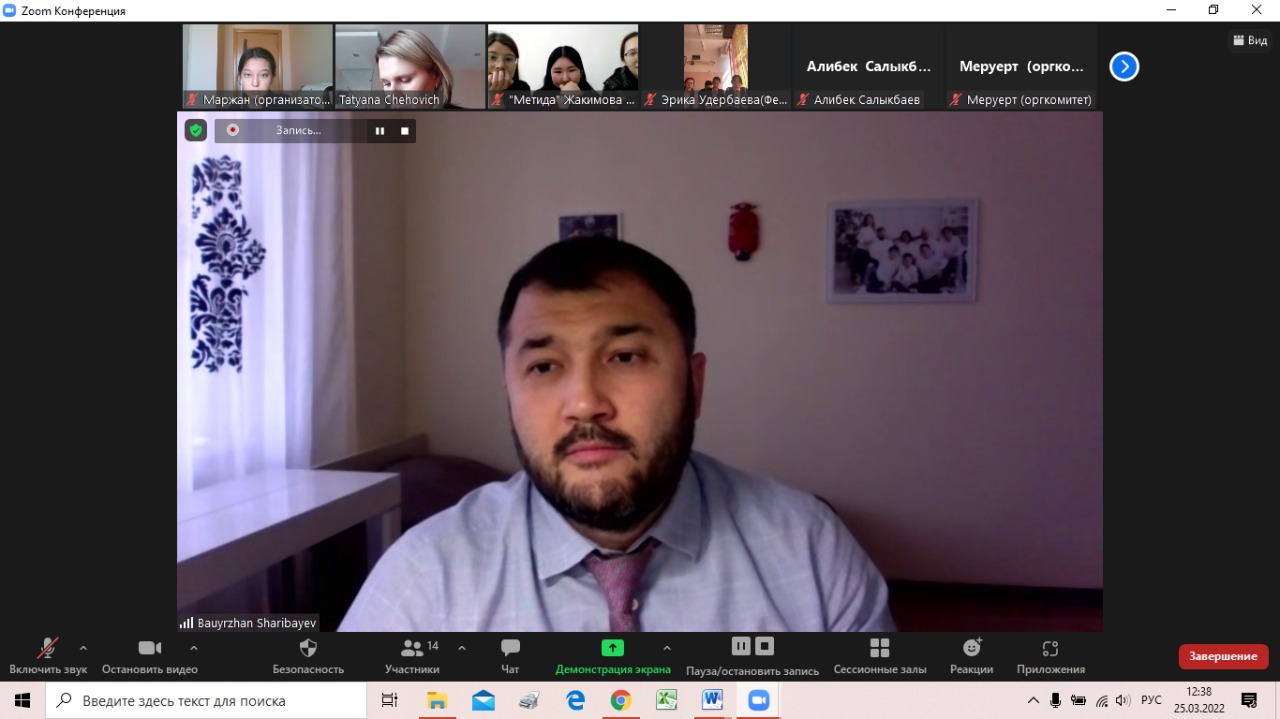 Zoom Конференция
Вид
Алибек Салыкб...
Меруерт (оргко...
Маржан (организато...
Tatyana Chehovich
"Метида" Жакимова ...
Эрика Удербаева(Фе...
Алибек Салыкбаев
Меруерт (оргкомитет)
Запись...
Bauyrzhan Sharibayev
14
Включить звук
Остановить видео
Безопасность
Участники
Чат
Демонстрация экрана
Пауза/остановить запись
Сессионные залы
Реакции
Приложения
Завершение
Введите здесь текст для поиска
РУС
12:38
25.03.2022